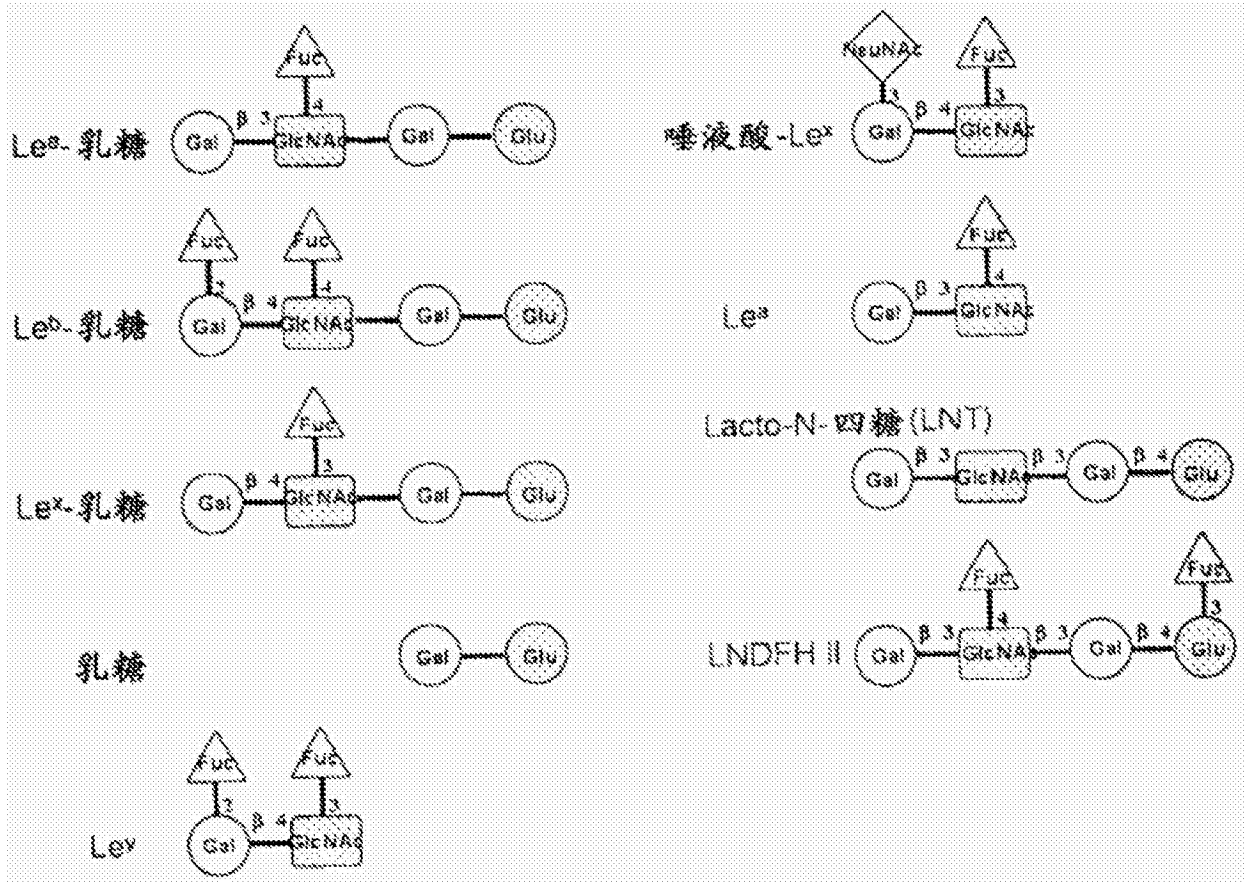 Fuc
β 3 4
Leᵃ-乳糖 Gal GlcNAc Gal Glu
Fuc Fuc
2 β 4 4
Leᵇ-乳糖 Gal GlcNAc Gal Glu
Fuc
β 4 3
Leˣ-乳糖 Gal GlcNAc Gal Glu
乳糖 Gal Glu
Fuc Fuc
2 β 4 3
Leʸ Gal GlcNAc
NeuNAc Fuc
3 β 4 3
唾液酸-Leˣ Gal GlcNAc
Fuc
β 3 4
Leᵃ Gal GlcNAc
Lacto-N-四糖(LNT)
β 3 β 3 β 4
Gal GlcNAc Gal Glu
Fuc Fuc
β 3 4 β 3 β 4 3
LNDFH II Gal GlcNAc Gal Glu